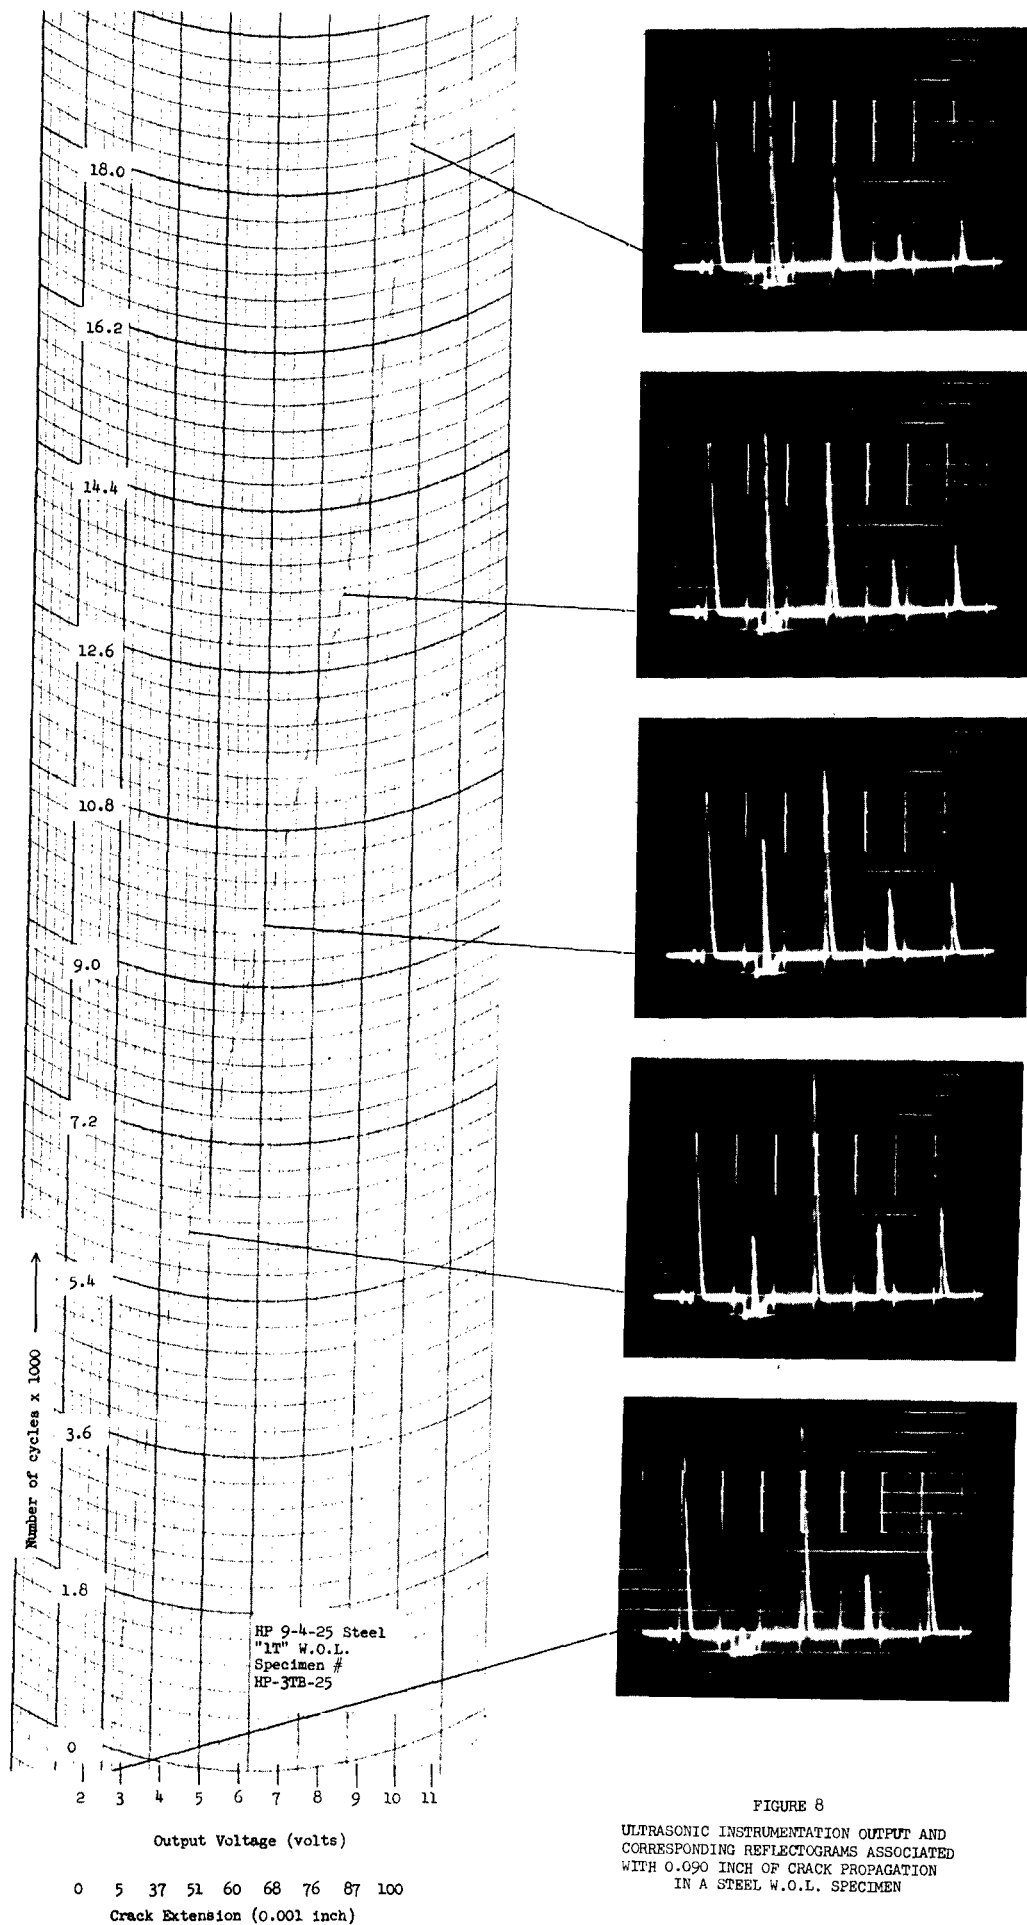 18.0
16.2
14.4
12.6
10.8
9.0
7.2
5.4
3.6
1.8
0
Number of cycles x 1000
HP 9-4-25 Steel
"1T" W.O.L.
Specimen #
HP-3TB-25
2 3 4 5 6 7 8 9 10 11
Output Voltage (volts)
0 5 37 51 60 68 76 87 100
Crack Extension (0.001 inch)
FIGURE 8
ULTRASONIC INSTRUMENTATION OUTPUT AND
CORRESPONDING REFLECTOGRAMS ASSOCIATED
WITH 0.090 INCH OF CRACK PROPAGATION
IN A STEEL W.O.L. SPECIMEN